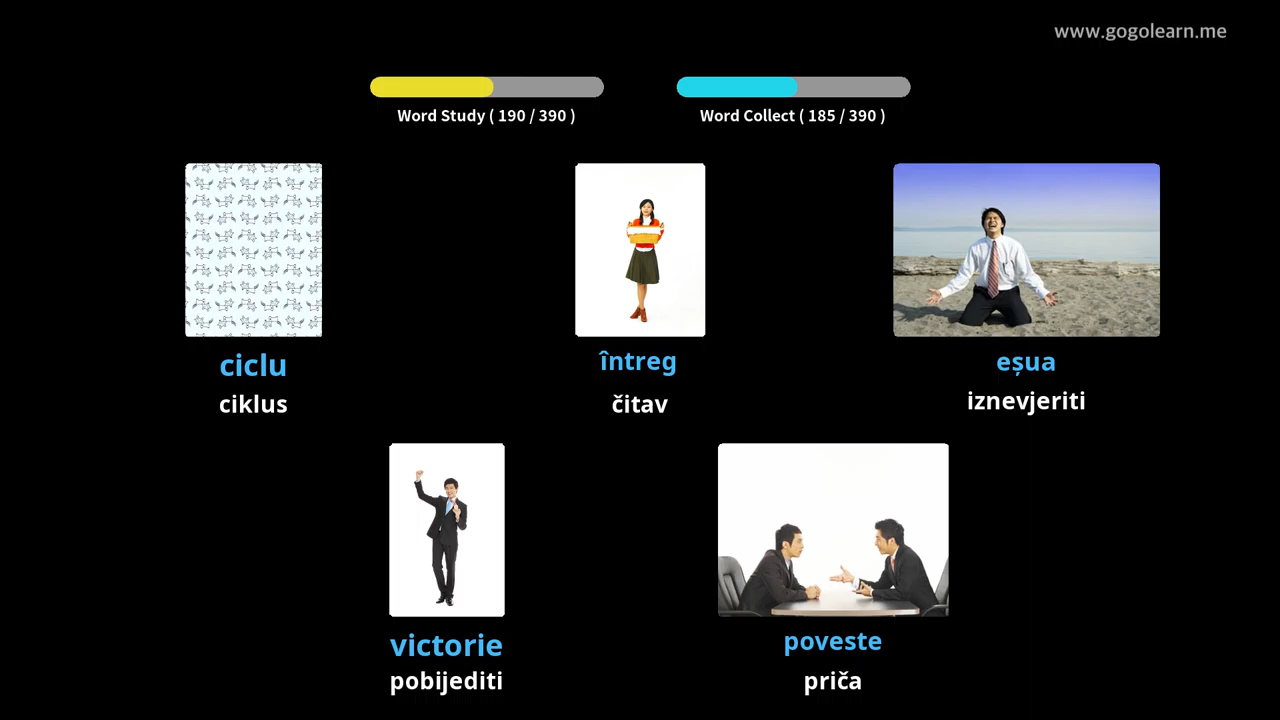 www.gogolearn.me
Word Study ( 190 / 390 )
Word Collect ( 185 / 390 )
ciclu
ciklus
întreg
čitav
eșua
iznevjeriti
victorie
pobijediti
poveste
priča